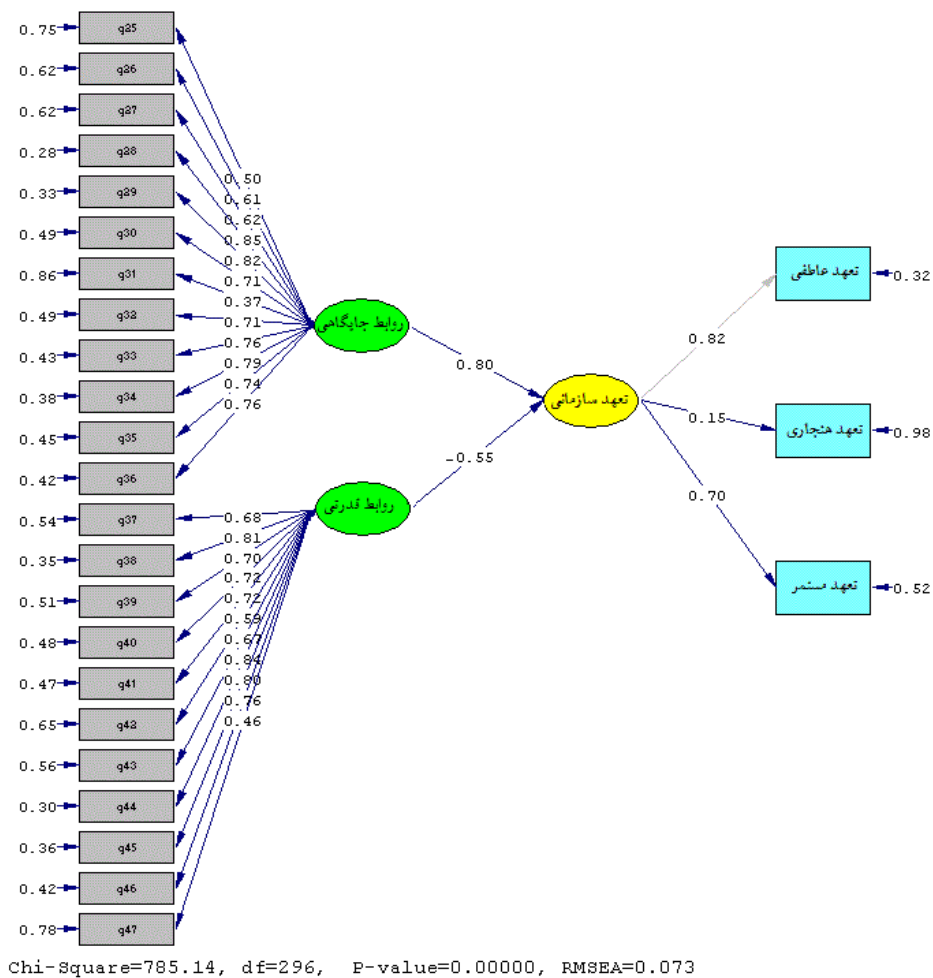 0.75 q25
0.62 q26
0.62 q27
0.28 q28
0.33 q29
0.49 q30
0.86 q31
0.49 q32
0.43 q33
0.38 q34
0.45 q35
0.42 q36
0.54 q37
0.35 q38
0.51 q39
0.48 q40
0.47 q41
0.65 q42
0.56 q43
0.30 q44
0.36 q45
0.42 q46
0.78 q47
0.50
0.61
0.62
0.85
0.82
0.71
0.37
0.71
0.76
0.79
0.74
0.76
0.68
0.81
0.70
0.72
0.72
0.59
0.67
0.84
0.80
0.76
0.46
روابط جایگاهی
روابط قدرتی
0.80
-0.55
تعهد سازمانی
0.82
0.15
0.70
تعهد عاطفی 0.32
تعهد هنجاری 0.98
تعهد مستمر 0.52
Chi-Square=785.14, df=296, P-value=0.00000, RMSEA=0.073